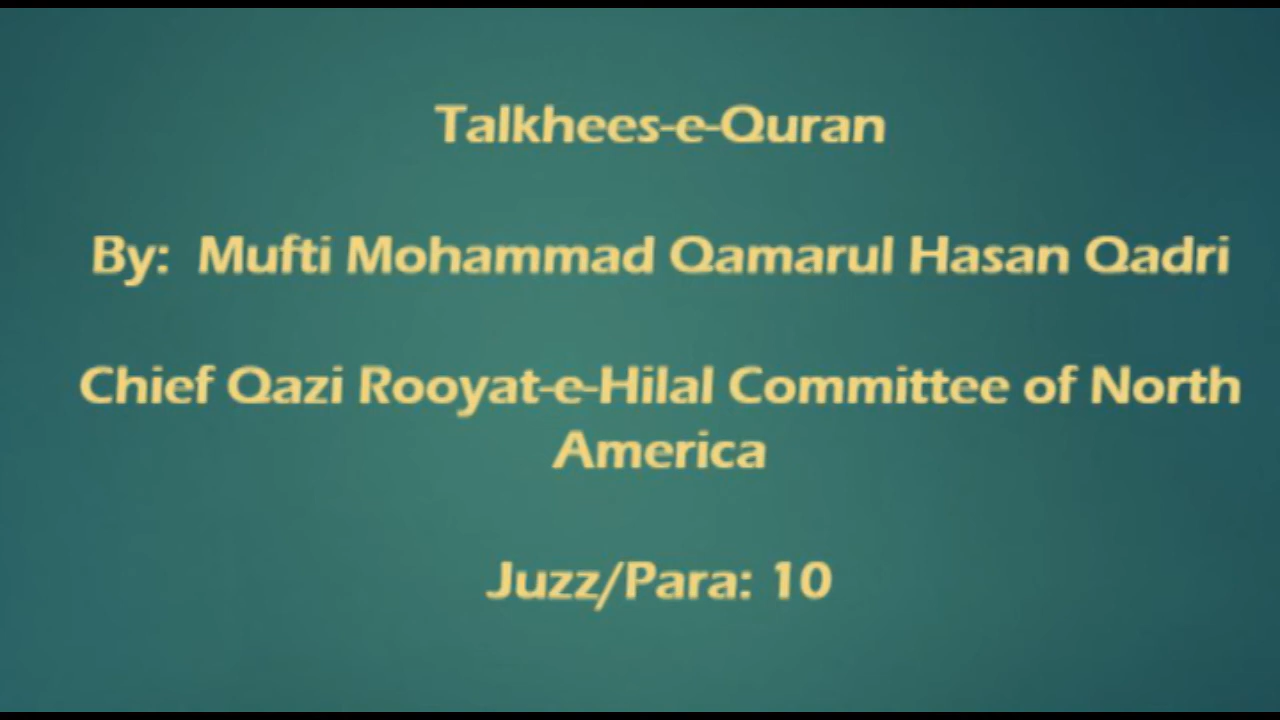 Talkhees-e-Quran
By:  Mufti Mohammad Qamarul Hasan Qadri
Chief Qazi Rooyat-e-Hilal Committee of North
America
Juzz/Para: 10